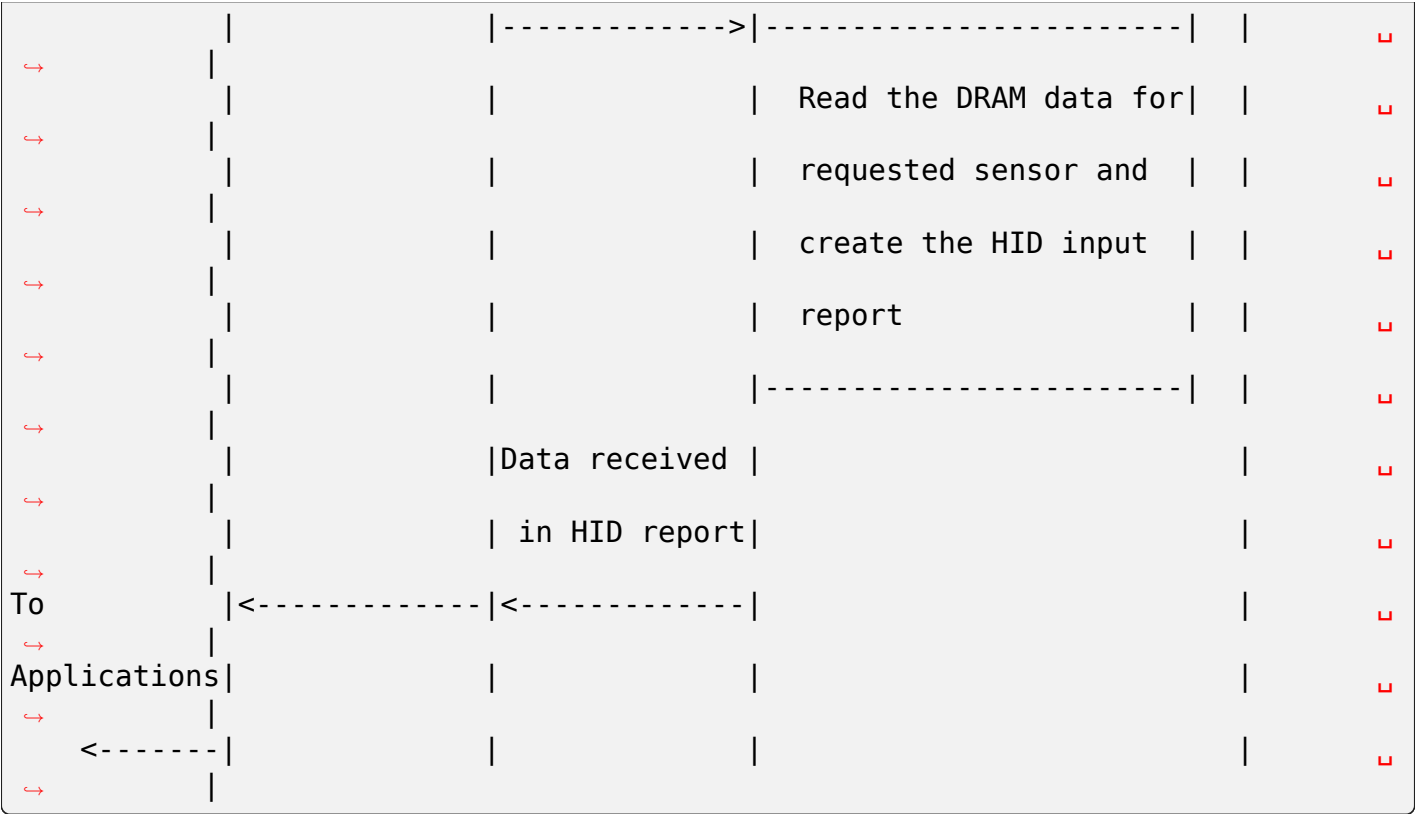 |              |------------->|------------------------|  |       ␣
↪          |
             |              |              |  Read the DRAM data for|  |       ␣
↪          |
             |              |              |  requested sensor and  |  |       ␣
↪          |
             |              |              |  create the HID input  |  |       ␣
↪          |
             |              |              |  report                |  |       ␣
↪          |
             |              |              |------------------------|  |       ␣
↪          |
             |              |Data received |                           |       ␣
↪          |
             |              | in HID report|                           |       ␣
↪          |
To           |<-------------|<-------------|                           |       ␣
↪          |
Applications|              |              |                           |       ␣
↪          |
    <-------|              |              |                           |       ␣
↪          |